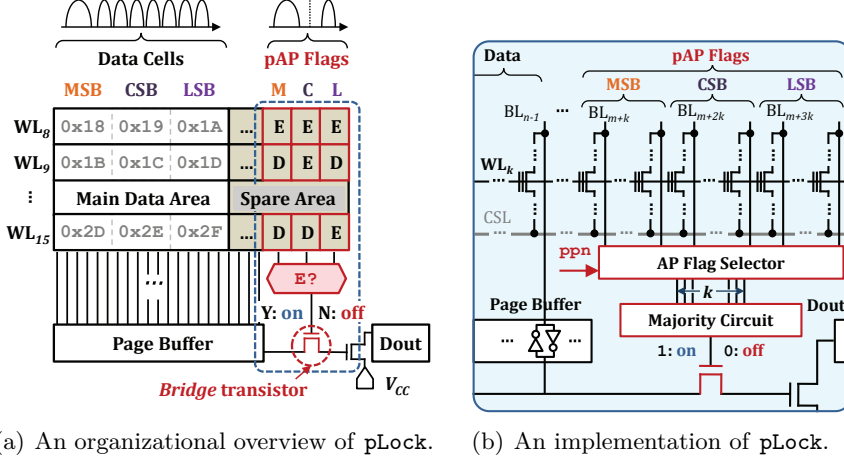 Data Cells
pAP Flags
MSB CSB LSB
M C L
WL8 0x18 0x19 0x1A ... E E E
WL9 0x1B 0x1C 0x1D ... D E D
⋮ Main Data Area Spare Area
WL15 0x2D 0x2E 0x2F ... D D E
...
E?
Y: on N: off
Page Buffer
Dout
Bridge transistor
VCC
(a) An organizational overview of pLock.
Data
pAP Flags
MSB CSB LSB
BLn-1 ... BLm+k BLm+2k BLm+3k
WLk
CSL
ppn
AP Flag Selector
k
Page Buffer
Majority Circuit
Dout
... ...
1: on 0: off
(b) An implementation of pLock.